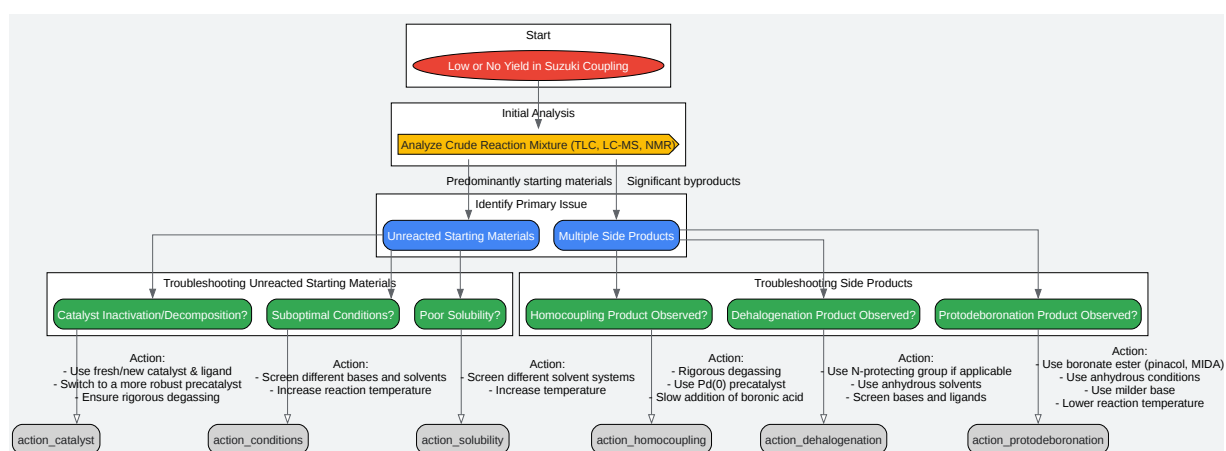 Start
Low or No Yield in Suzuki Coupling
Initial Analysis
Analyze Crude Reaction Mixture (TLC, LC-MS, NMR)
Predominantly starting materials
Significant byproducts
Identify Primary Issue
Unreacted Starting Materials
Multiple Side Products
Troubleshooting Unreacted Starting Materials
Troubleshooting Side Products
Catalyst Inactivation/Decomposition?
Suboptimal Conditions?
Poor Solubility?
Homocoupling Product Observed?
Dehalogenation Product Observed?
Protodeboronation Product Observed?
Action:
- Use fresh/new catalyst & ligand
- Switch to a more robust precatalyst
- Ensure rigorous degassing
Action:
- Screen different bases and solvents
- Increase reaction temperature
Action:
- Screen different solvent systems
- Increase temperature
Action:
- Rigorous degassing
- Use Pd(0) precatalyst
- Slow addition of boronic acid
Action:
- Use N-protecting group if applicable
- Use anhydrous solvents
- Screen bases and ligands
Action:
- Use boronate ester (pinacol, MIDA)
- Use anhydrous conditions
- Use milder base
- Lower reaction temperature
action_catalyst
action_conditions
action_solubility
action_homocoupling
action_dehalogenation
action_protodeboronation